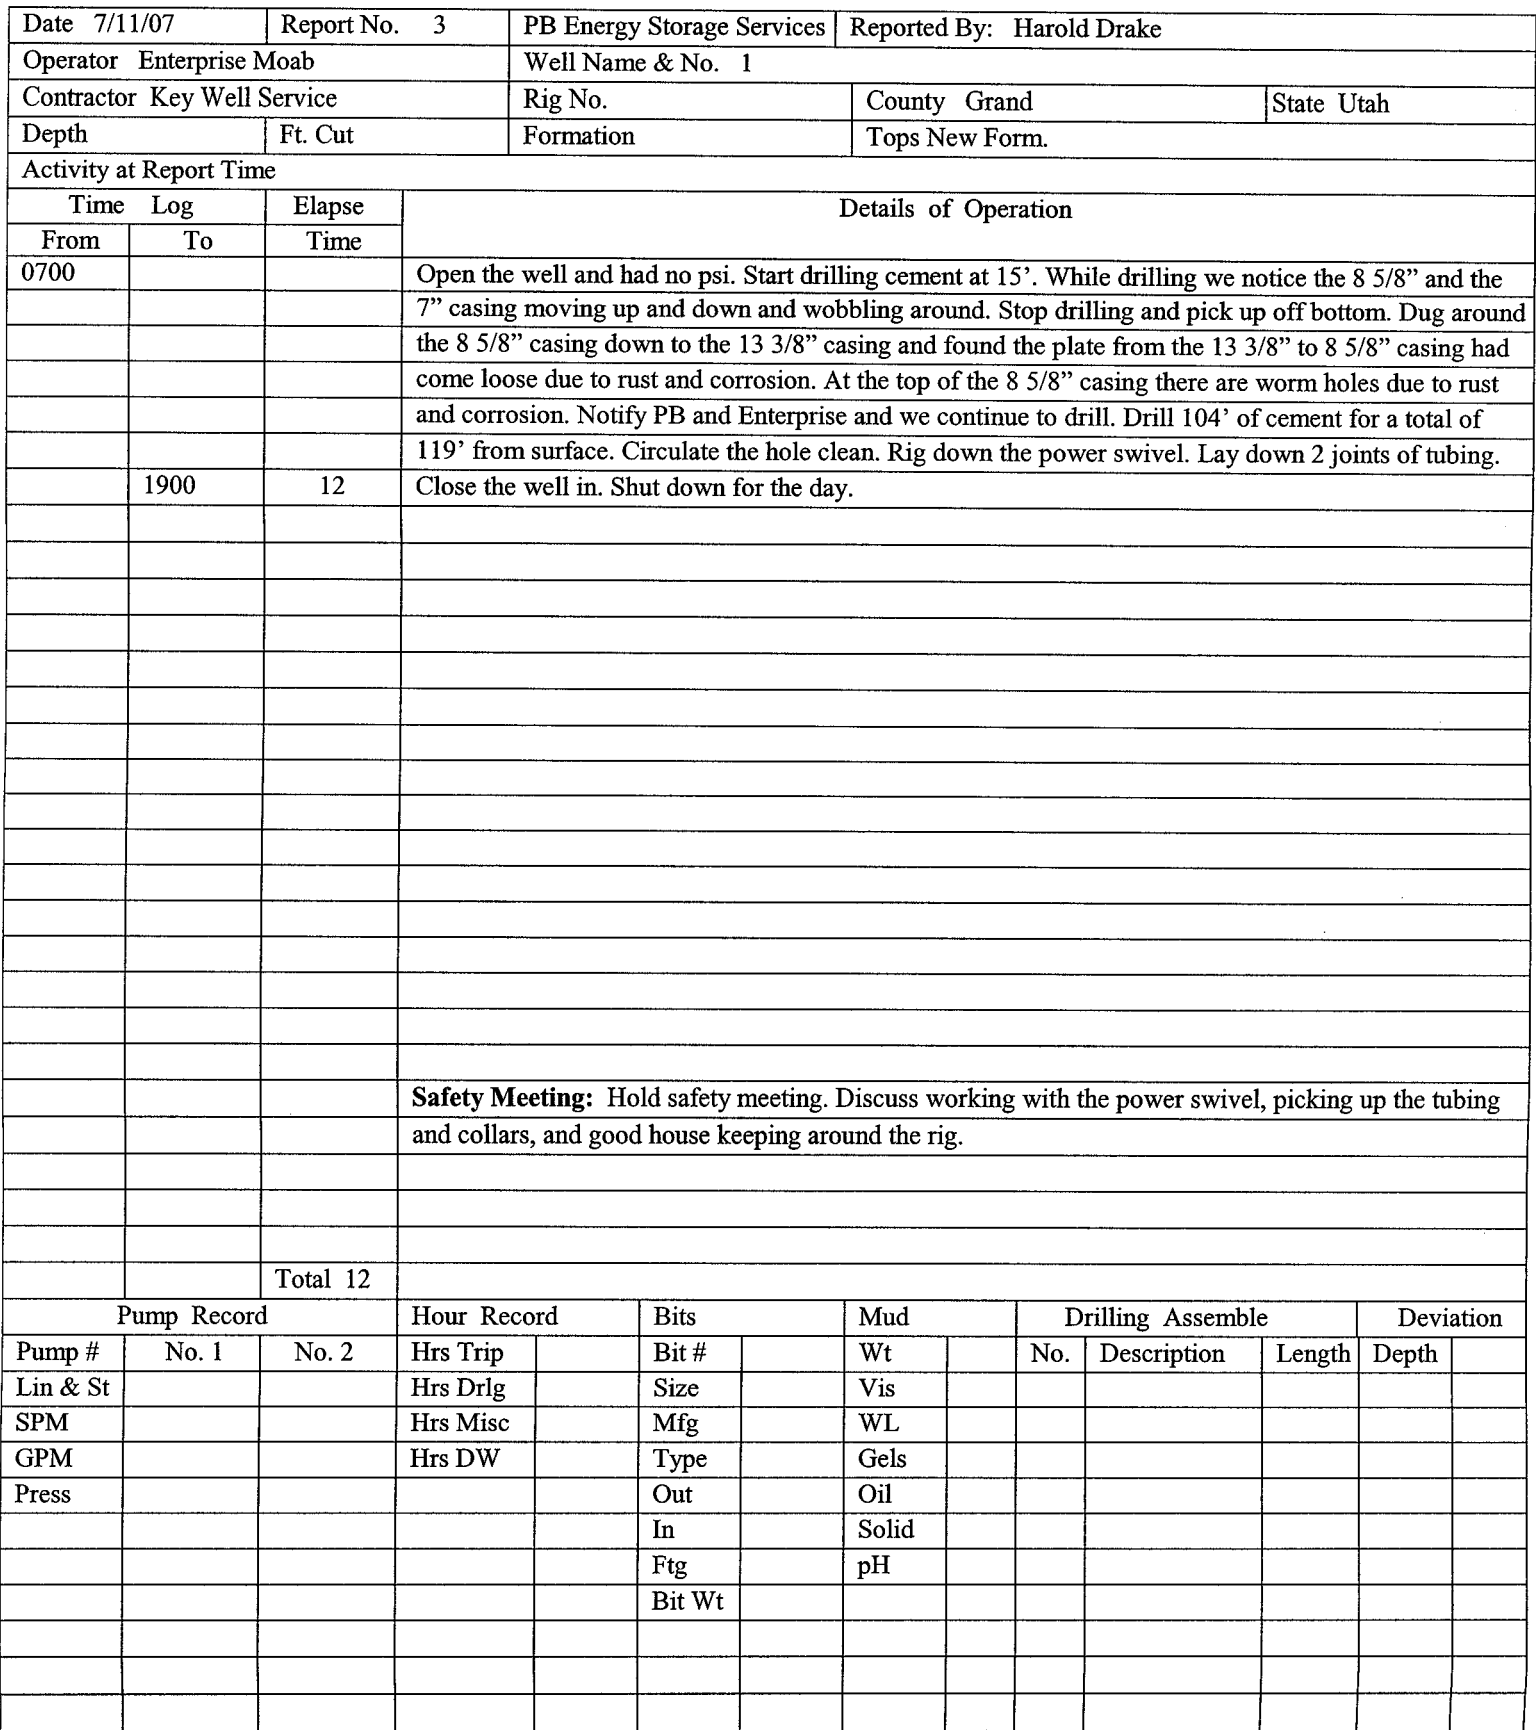 Date 7/11/07 Report No. 3 PB Energy Storage Services Reported By: Harold Drake
Operator Enterprise Moab Well Name & No. 1
Contractor Key Well Service Rig No. County Grand State Utah
Depth Ft. Cut Formation Tops New Form.
Activity at Report Time
Time Log Elapse Details of Operation
From To Time
0700 Open the well and had no psi. Start drilling cement at 15’. While drilling we notice the 8 5/8” and the
7” casing moving up and down and wobbling around. Stop drilling and pick up off bottom. Dug around
the 8 5/8” casing down to the 13 3/8” casing and found the plate from the 13 3/8” to 8 5/8” casing had
come loose due to rust and corrosion. At the top of the 8 5/8” casing there are worm holes due to rust
and corrosion. Notify PB and Enterprise and we continue to drill. Drill 104’ of cement for a total of
119’ from surface. Circulate the hole clean. Rig down the power swivel. Lay down 2 joints of tubing.
1900 12 Close the well in. Shut down for the day.
Safety Meeting: Hold safety meeting. Discuss working with the power swivel, picking up the tubing
and collars, and good house keeping around the rig.
Total 12
Pump Record Hour Record Bits Mud Drilling Assemble Deviation
Pump # No. 1 No. 2 Hrs Trip Bit # Wt No. Description Length Depth
Lin & St Hrs Drlg Size Vis
SPM Hrs Misc Mfg WL
GPM Hrs DW Type Gels
Press Out Oil
In Solid
Ftg pH
Bit Wt